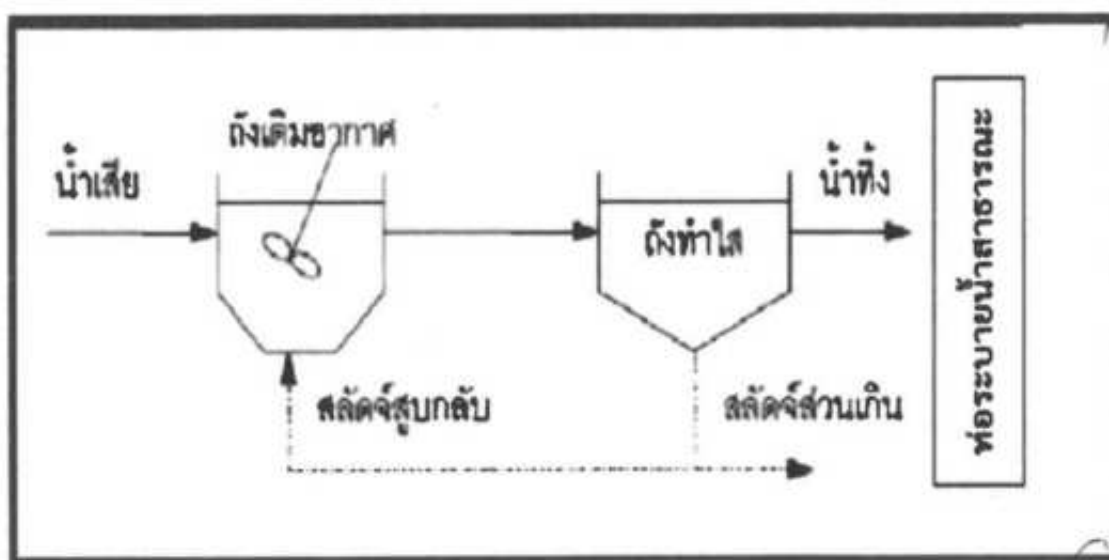 ถังเติมอากาศ
น้ำเสีย
น้ำทิ้ง
ถังทำใส
สลัดจ์สูบกลับ
สลัดจ์ส่วนเกิน
ท่อระบายน้ำสาธารณะ